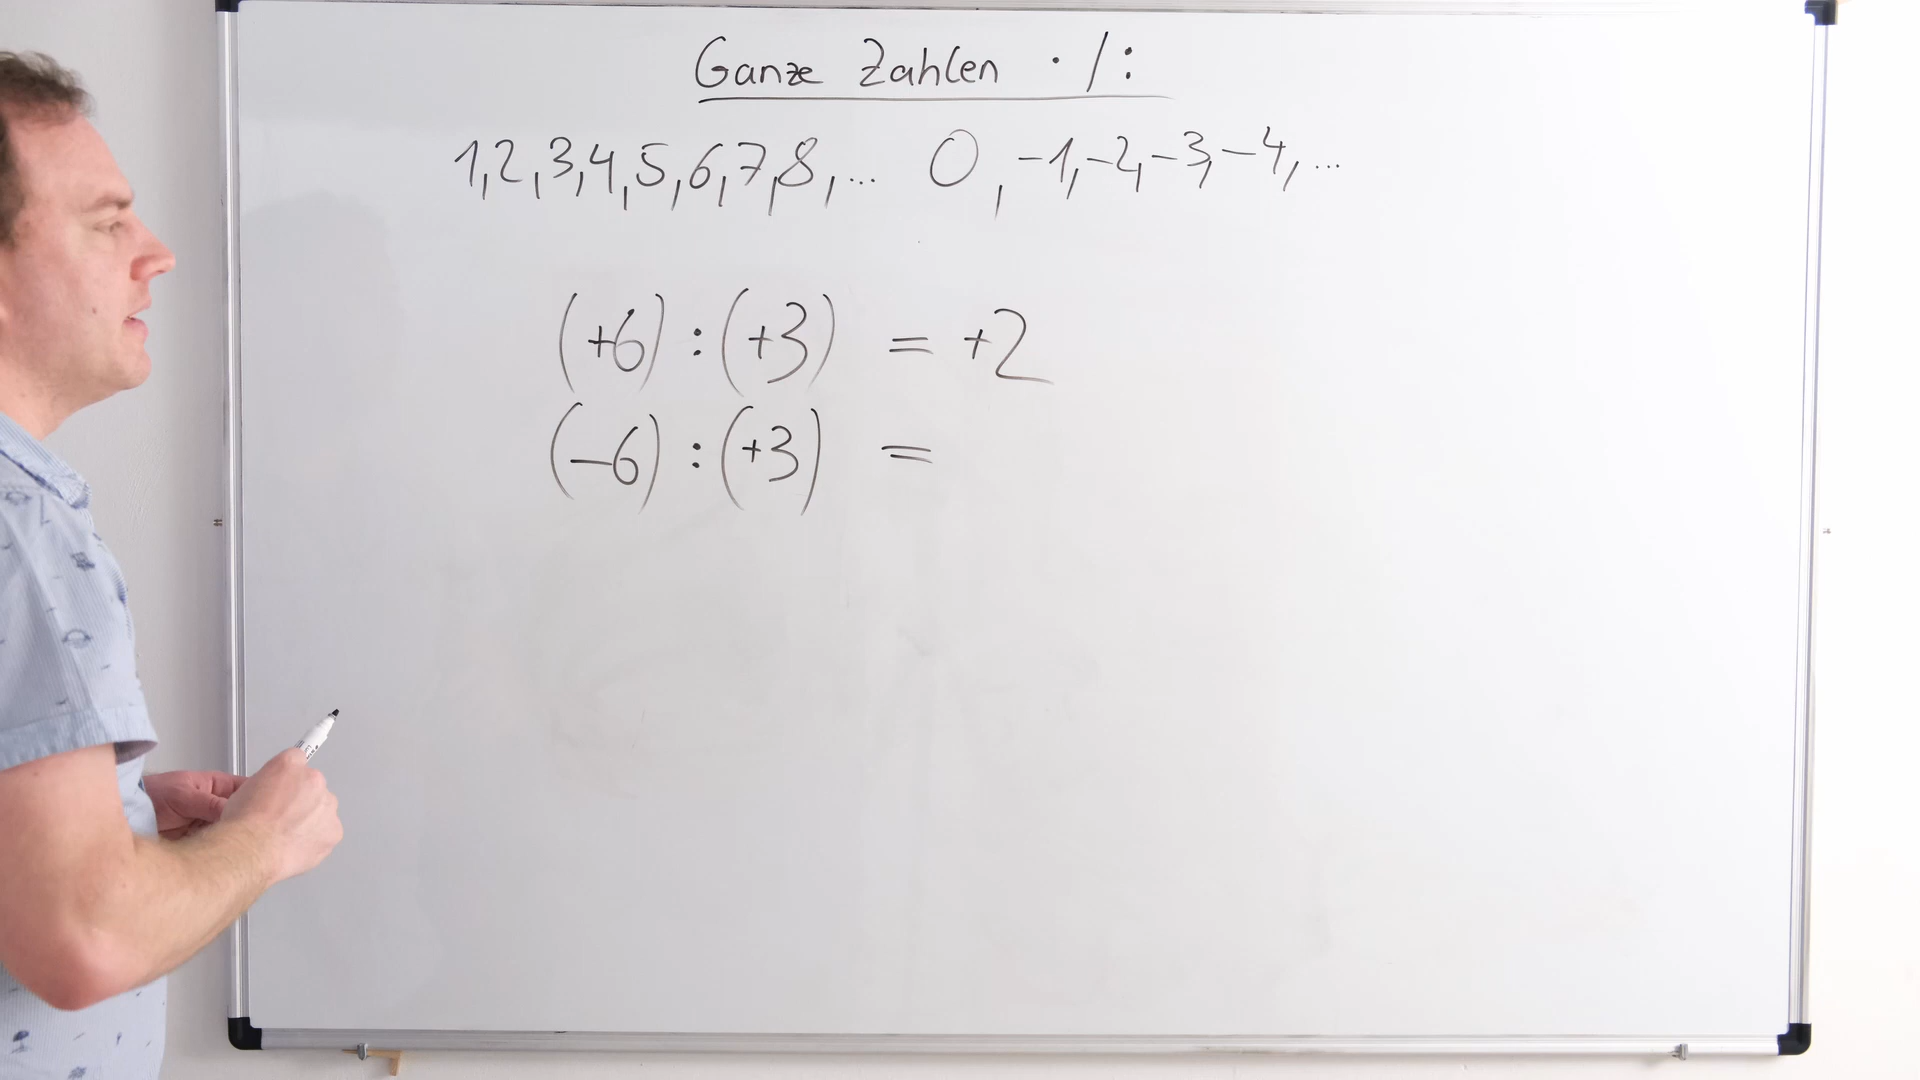 Ganze Zahlen · / :
1,2,3,4,5,6,7,8,... 0,-1,-2,-3,-4,...
(+6) : (+3) = +2
(-6) : (+3) =